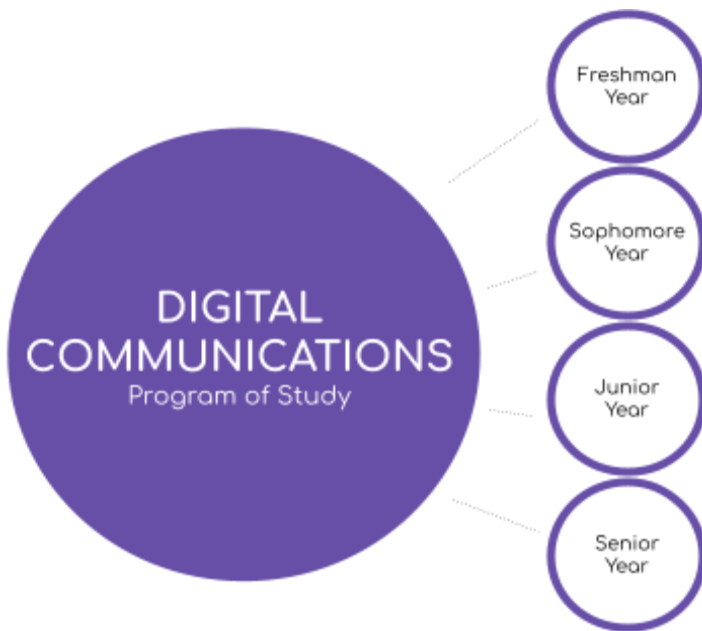 DIGITAL
COMMUNICATIONS
Program of Study
Freshman
Year
Sophomore
Year
Junior
Year
Senior
Year